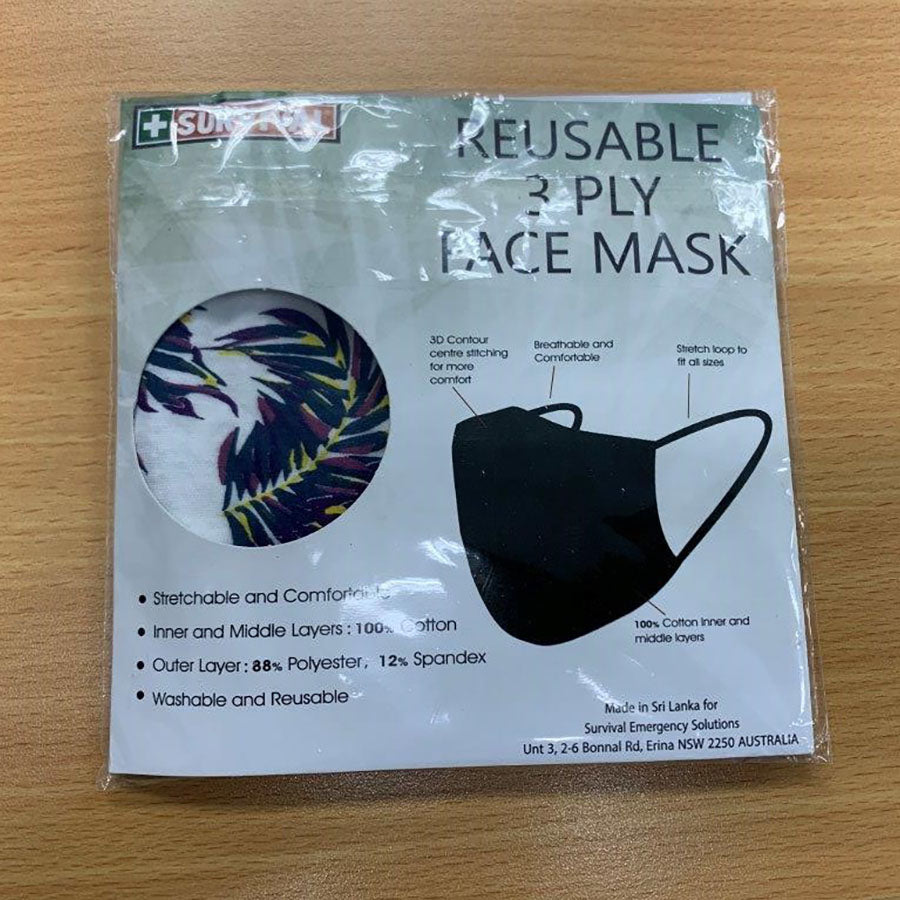 SURVIVAL
REUSABLE
3 PLY
FACE MASK
3D Contour
centre stitching
for more
comfort
Breathable and
Comfortable
Stretch loop to
fit all sizes
• Stretchable and Comfortable
• Inner and Middle Layers : 100% Cotton
• Outer Layer : 88% Polyester, 12% Spandex
• Washable and Reusable
100% Cotton Inner and
middle layers
Made in Sri Lanka for
Survival Emergency Solutions
Unt 3, 2-6 Bonnal Rd, Erina NSW 2250 AUSTRALIA